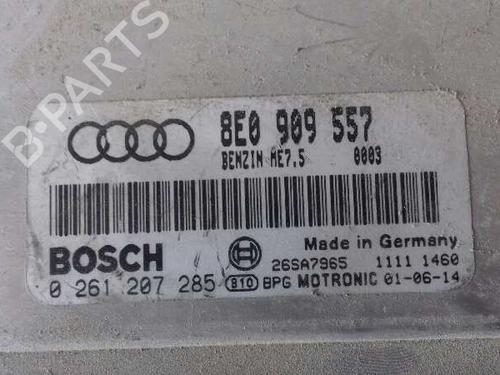 8E0 909 557
BENZIN ME7.5 0003
BOSCH Made in Germany
26SA7965 1111 1460
0 261 207 285 810 BPG MOTRONIC 01-06-14
B-PARTS